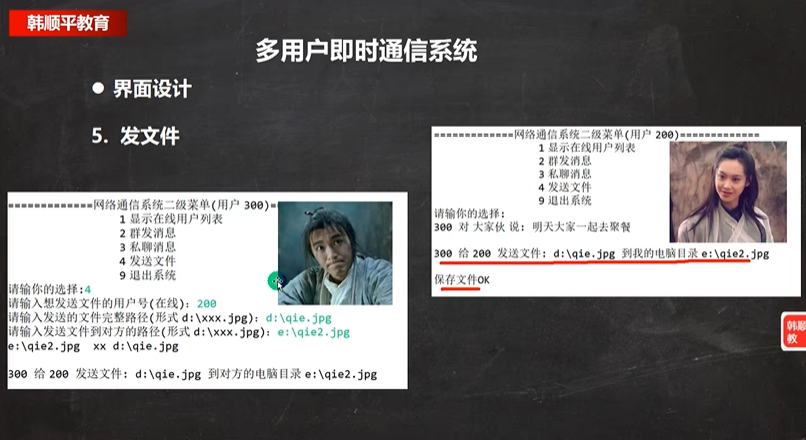 韩顺平教育
多用户即时通信系统
● 界面设计
5. 发文件
=============网络通信系统二级菜单(用户 300)=
1 显示在线用户列表
2 群发消息
3 私聊消息
4 发送文件
9 退出系统
请输你的选择:4
请输入想发送文件的用户号(在线): 200
请输入发送的文件完整路径(形式 d:\xxx.jpg): d:\qie.jpg
请输入发送文件到对方的路径(形式 d:\xxx.jpg): e:\qie2.jpg
e:\qie2.jpg xx d:\qie.jpg
300 给 200 发送文件: d:\qie.jpg 到对方的电脑目录 e:\qie2.jpg
=============网络通信系统二级菜单(用户 200)=============
1 显示在线用户列表
2 群发消息
3 私聊消息
4 发送文件
9 退出系统
请输你的选择:
300 对 大家伙 说: 明天大家一起去聚餐
300 给 200 发送文件: d:\qie.jpg 到我的电脑目录 e:\qie2.jpg
保存文件OK
韩顺
教